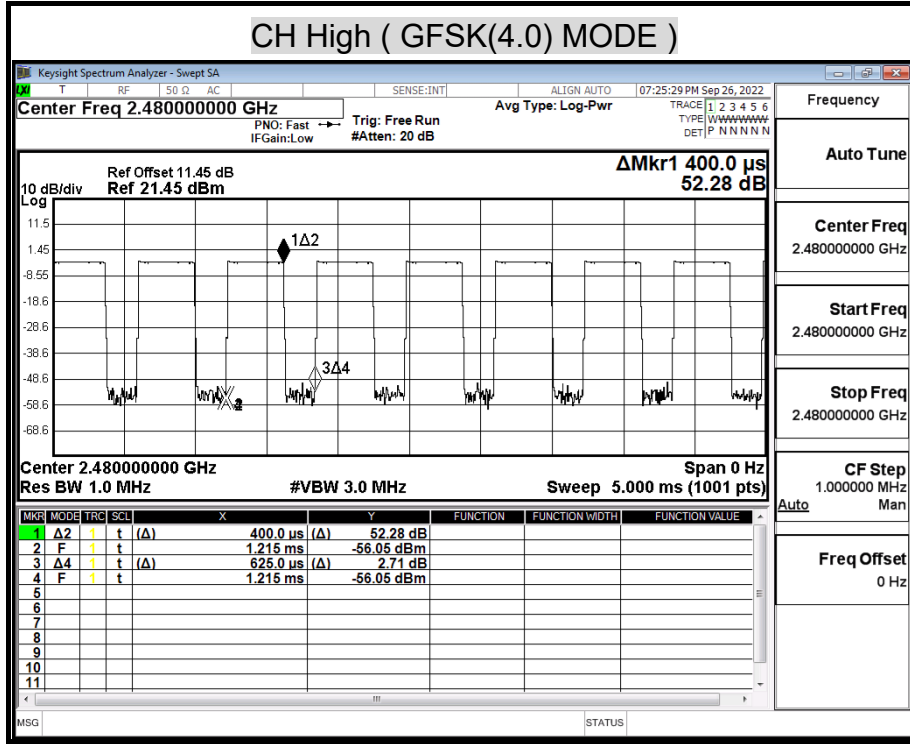 CH High ( GFSK(4.0) MODE )
Keysight Spectrum Analyzer - Swept SA
LXI T RF 50 Ω AC SENSE:INT ALIGN AUTO 07:25:29 PM Sep 26, 2022
Center Freq 2.480000000 GHz
PNO: Fast
IFGain:Low
Trig: Free Run
#Atten: 20 dB
Avg Type: Log-Pwr
TRACE 1 2 3 4 5 6
TYPE WWWWWW
DET P N N N N N
Ref Offset 11.45 dB
10 dB/div Ref 21.45 dBm
Log
ΔMkr1 400.0 µs
52.28 dB
11.5
1.45
-8.55
-18.6
-28.6
-38.6
-48.6
-58.6
-68.6
1Δ2
3Δ4
Center 2.480000000 GHz Span 0 Hz
Res BW 1.0 MHz #VBW 3.0 MHz Sweep 5.000 ms (1001 pts)
MKR MODE TRC SCL X Y FUNCTION FUNCTION WIDTH FUNCTION VALUE
1 Δ2 1 t (Δ) 400.0 µs (Δ) 52.28 dB
2 F 1 t 1.215 ms -56.05 dBm
3 Δ4 1 t (Δ) 625.0 µs (Δ) 2.71 dB
4 F 1 t 1.215 ms -56.05 dBm
5
6
7
8
9
10
11
MSG STATUS
Frequency
Auto Tune
Center Freq
2.480000000 GHz
Start Freq
2.480000000 GHz
Stop Freq
2.480000000 GHz
CF Step
1.000000 MHz
Auto Man
Freq Offset
0 Hz